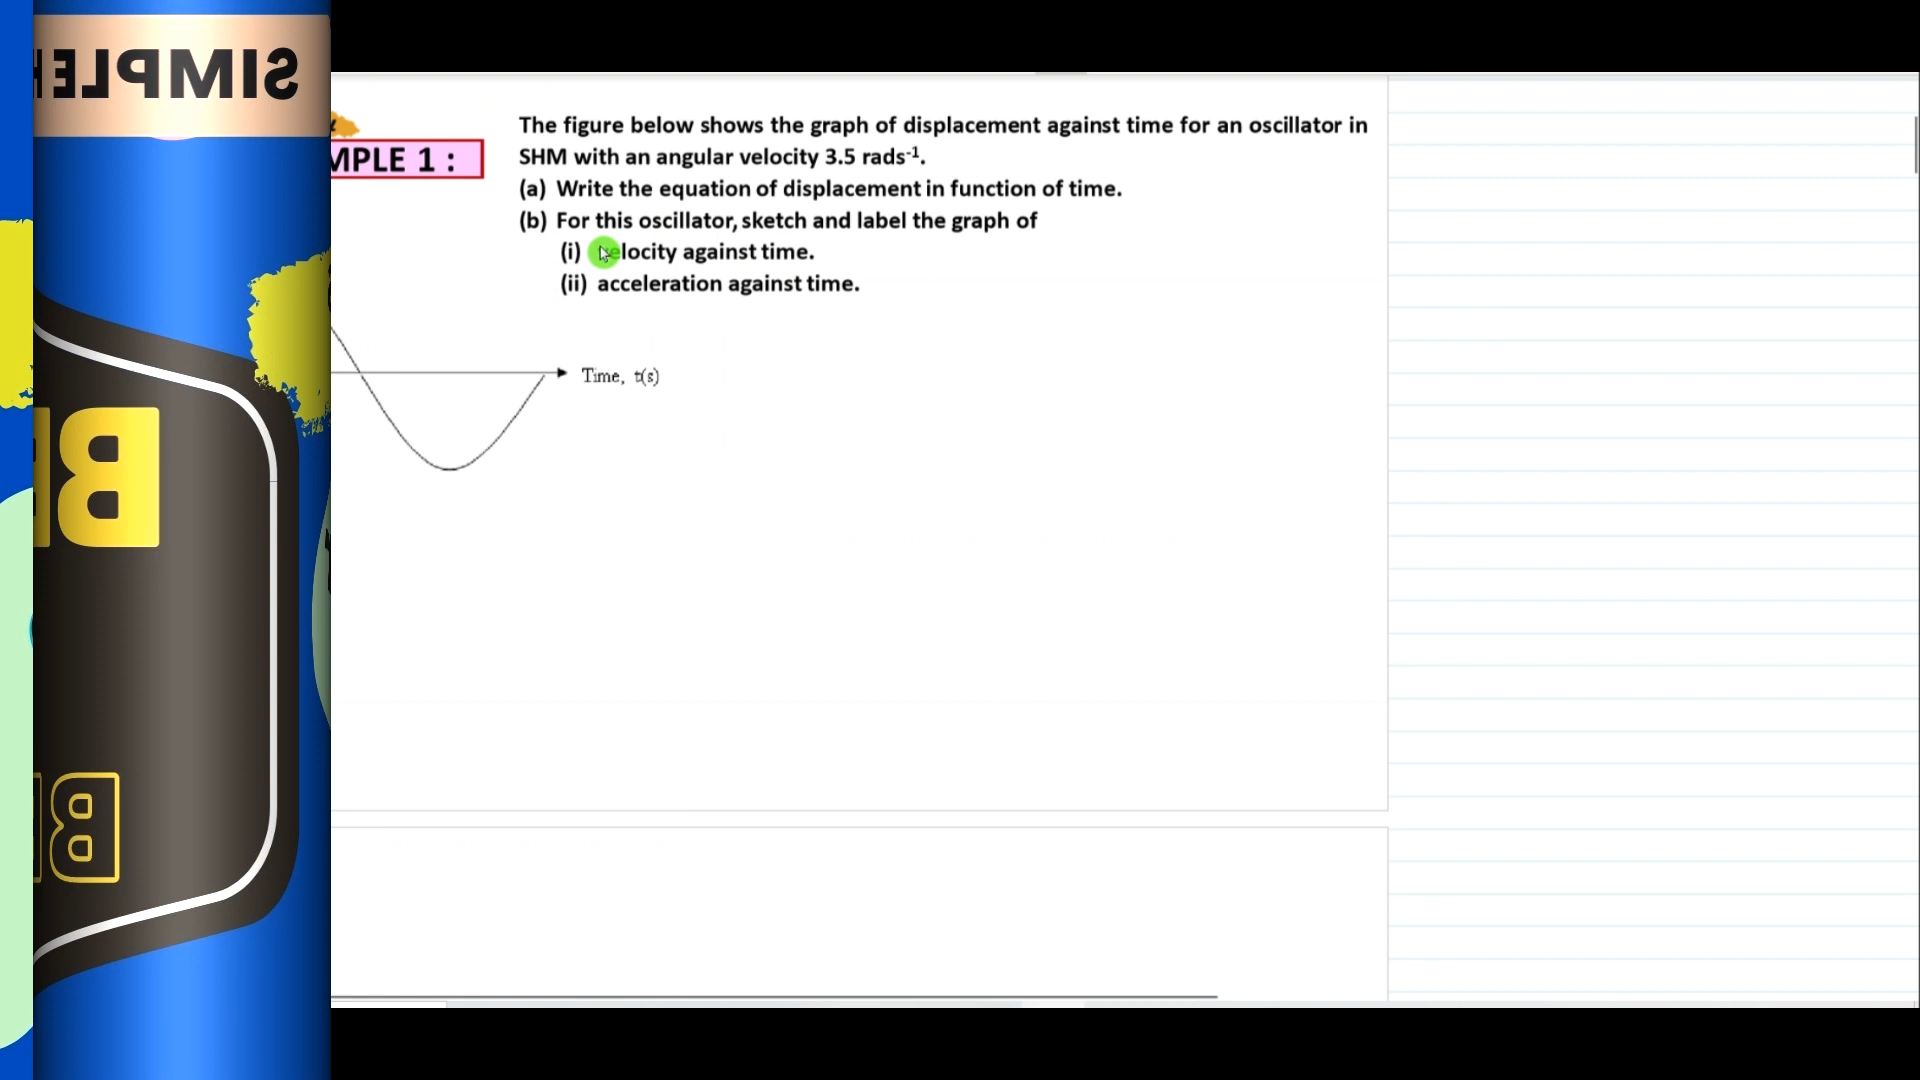 SIMPLE
MPLE 1 :
The figure below shows the graph of displacement against time for an oscillator in
SHM with an angular velocity 3.5 rads⁻¹.
(a) Write the equation of displacement in function of time.
(b) For this oscillator, sketch and label the graph of
(i) velocity against time.
(ii) acceleration against time.
Time, t(s)
B
B